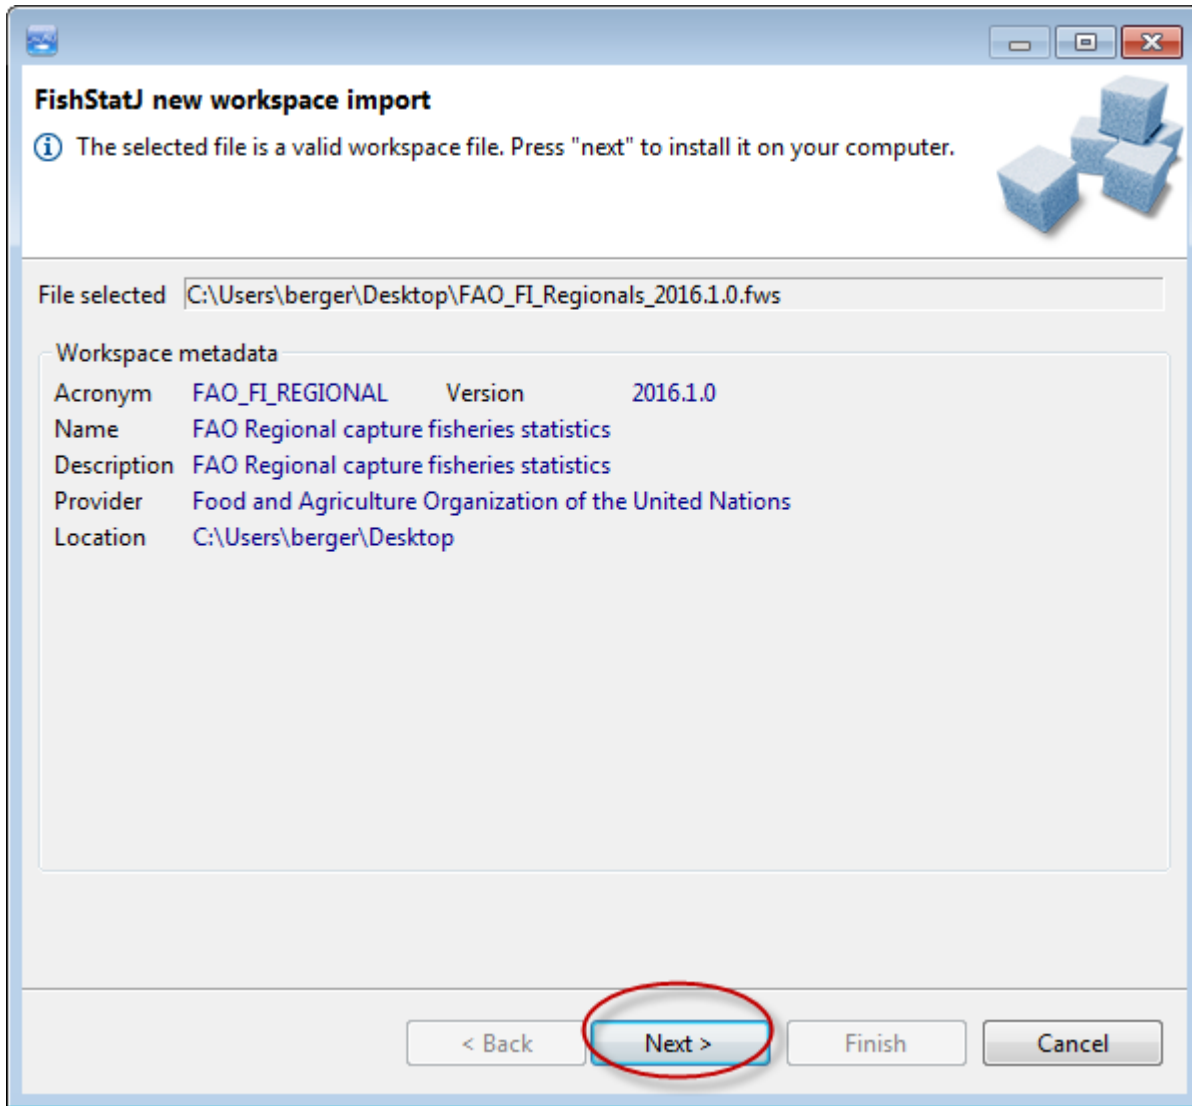 FishStatJ new workspace import
The selected file is a valid workspace file. Press "next" to install it on your computer.
File selected C:\Users\berger\Desktop\FAO_FI_Regionals_2016.1.0.fws
Workspace metadata
Acronym FAO_FI_REGIONAL Version 2016.1.0
Name FAO Regional capture fisheries statistics
Description FAO Regional capture fisheries statistics
Provider Food and Agriculture Organization of the United Nations
Location C:\Users\berger\Desktop
< Back Next > Finish Cancel